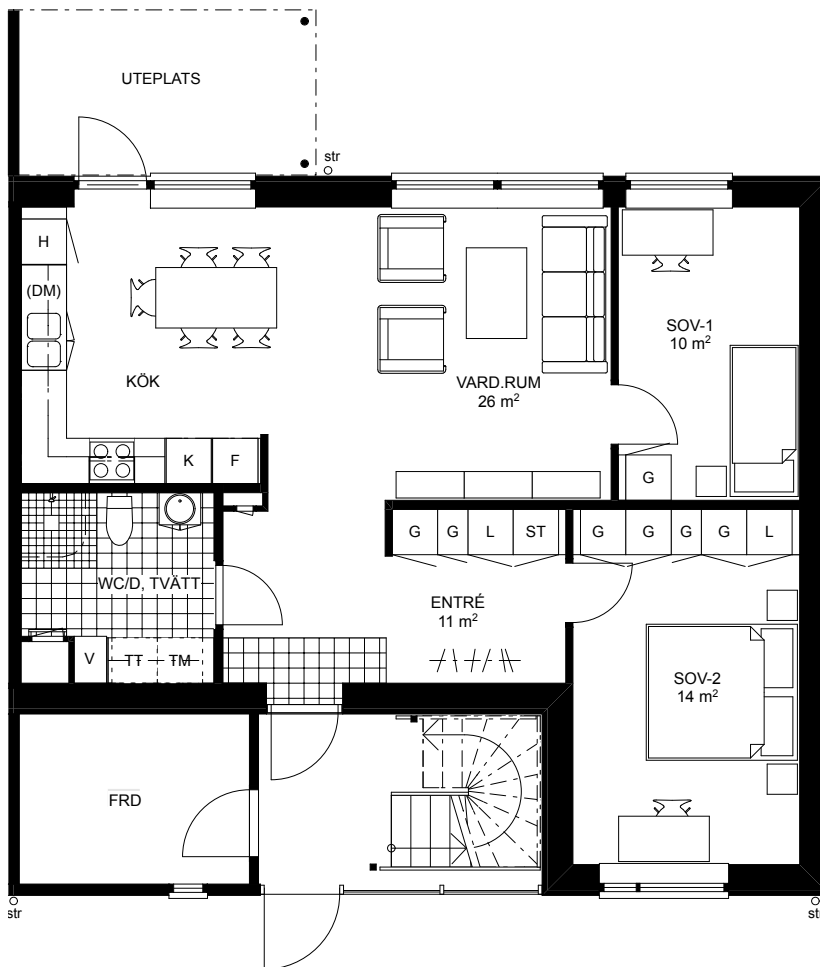 UTEPLATS
str
H
(DM)
KÖK
K
F
VARD.RUM
26 m²
SOV-1
10 m²
G
G
G
L
ST
G
G
G
G
L
WC/D, TVÄTT
ENTRÉ
11 m²
V
TT
TM
SOV-2
14 m²
FRD
str
str